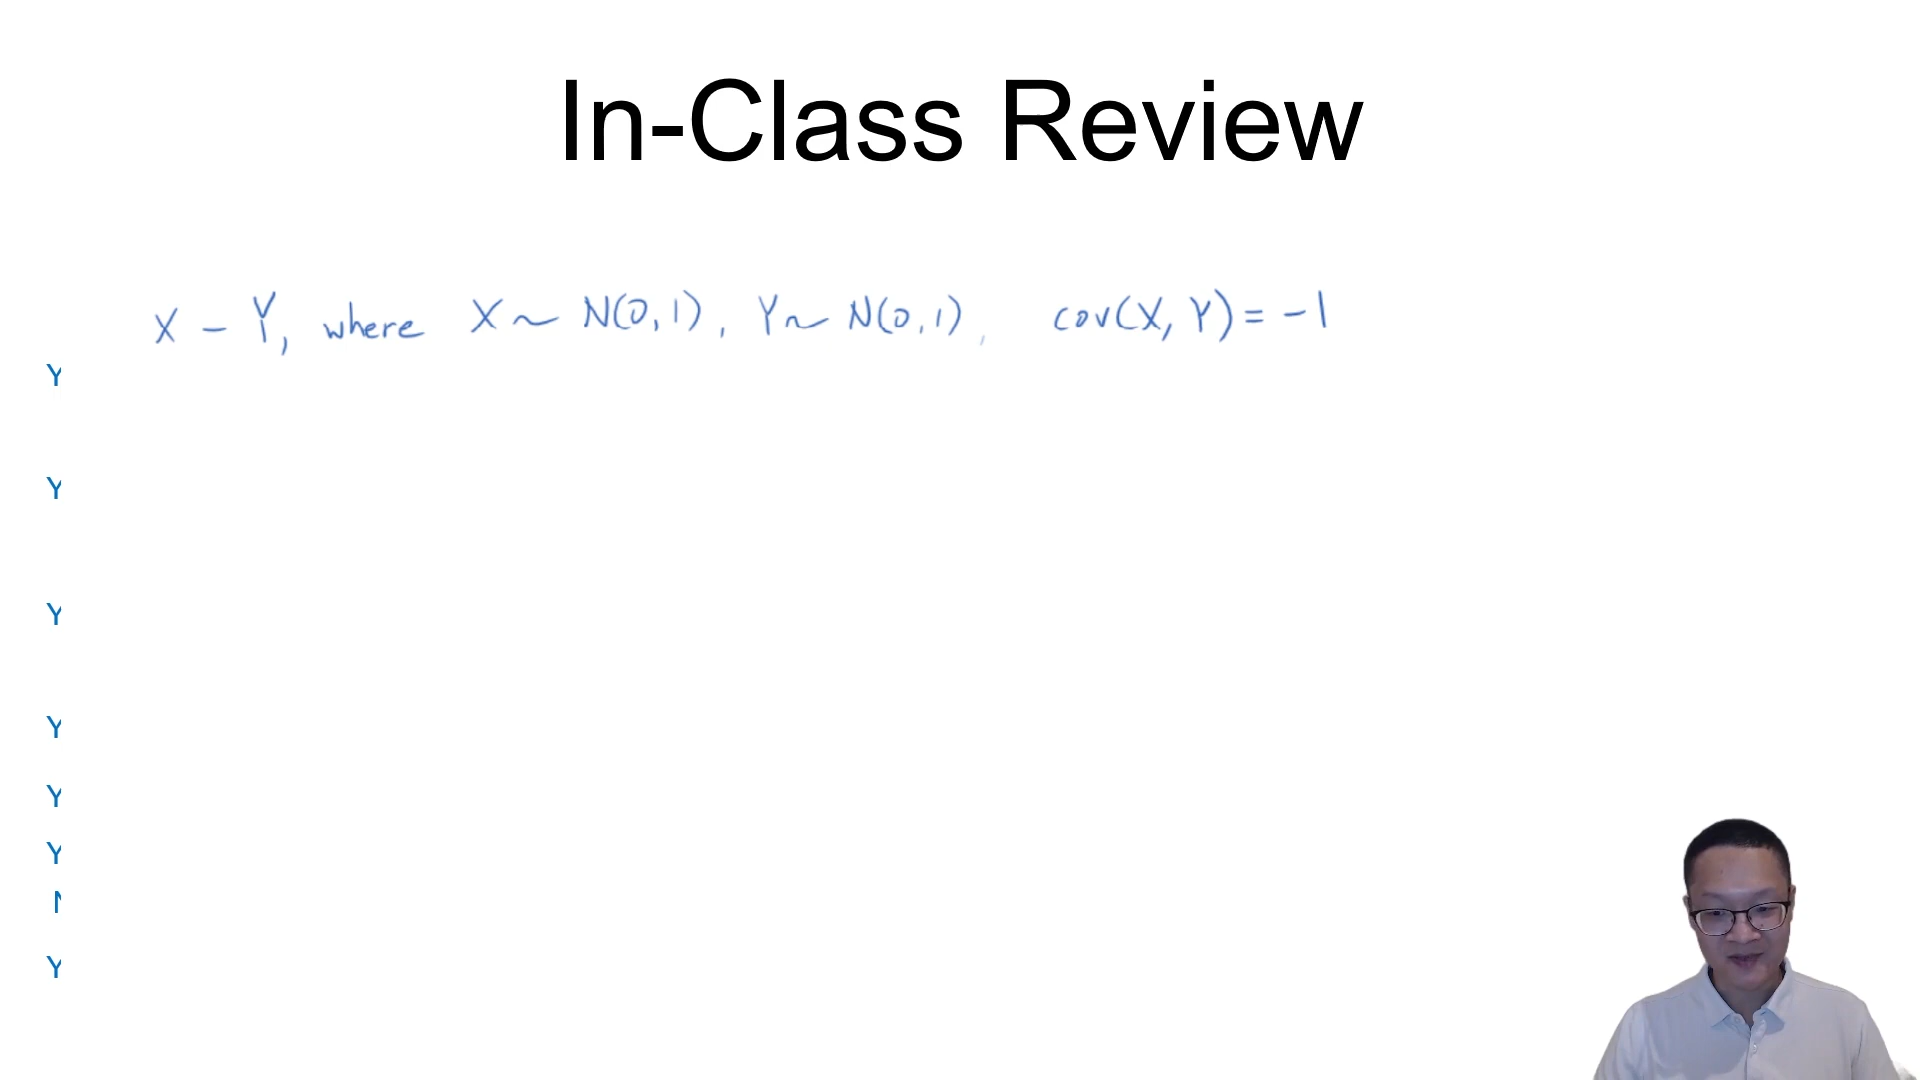 In-Class Review
X - Y, where X ~ N(0,1), Y ~ N(0,1), cov(X, Y) = -1
Y
Y
Y
Y
Y
Y
N
Y